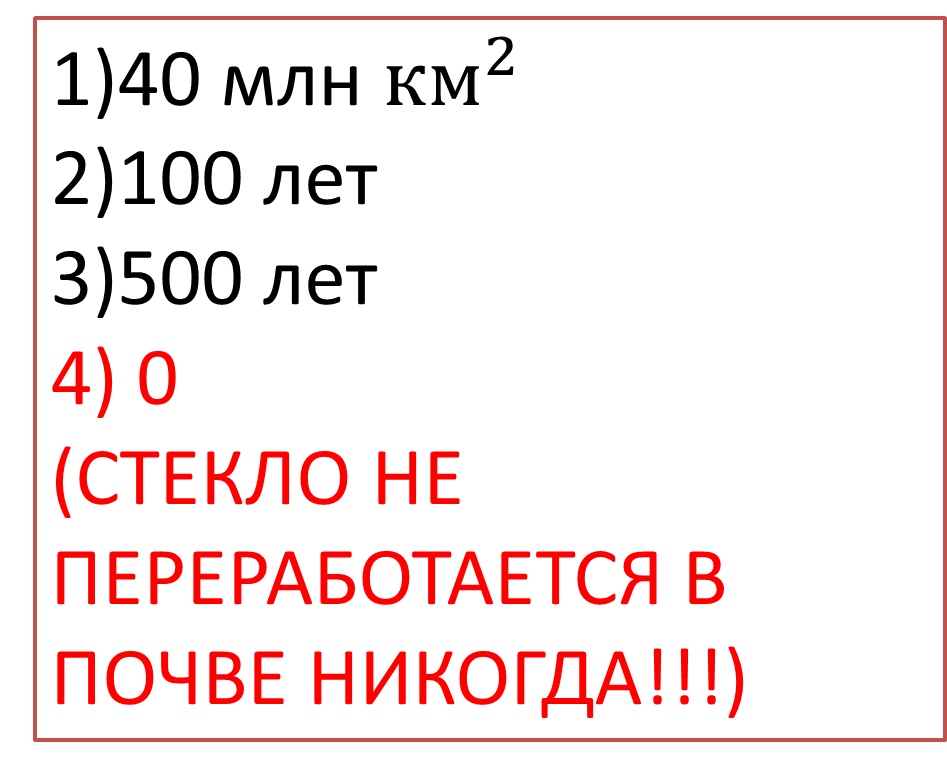 1)40 млн км²
2)100 лет
3)500 лет
4) 0
(СТЕКЛО НЕ
ПЕРЕРАБОТАЕТСЯ В
ПОЧВЕ НИКОГДА!!!)